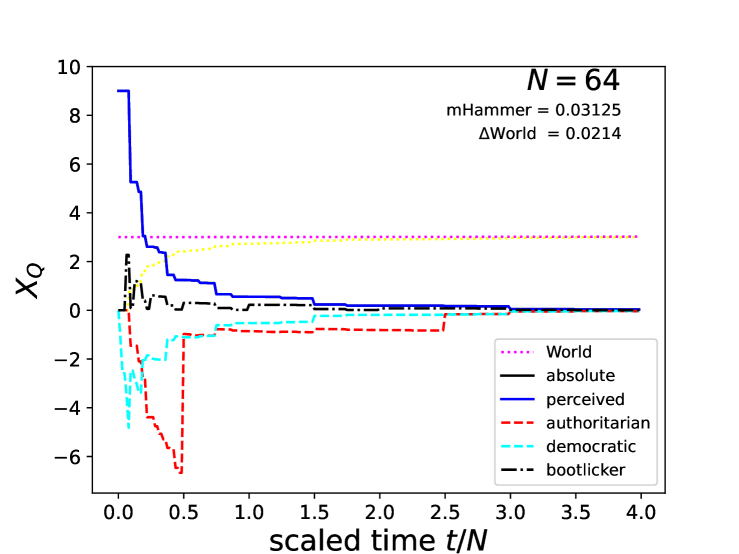 N = 64
mHammer = 0.03125
ΔWorld = 0.0214
10
8
6
4
2
0
−2
−4
−6
X_Q
World
absolute
perceived
authoritarian
democratic
bootlicker
0.0 0.5 1.0 1.5 2.0 2.5 3.0 3.5 4.0
scaled time t/N